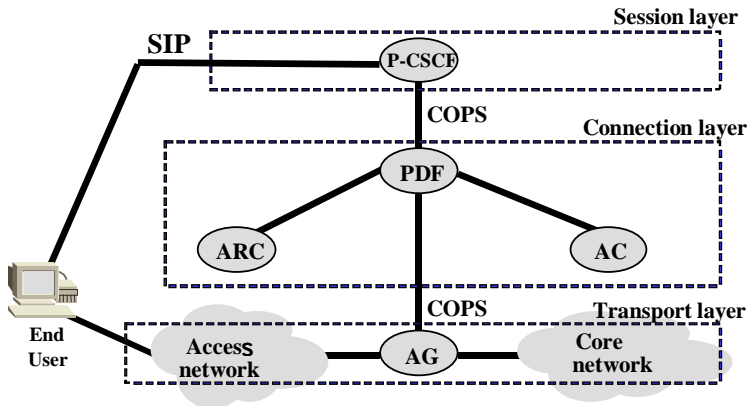 Session layer
SIP
P-CSCF
COPS
Connection layer
PDF
ARC
AC
COPS
Transport layer
End
User
Access
network
AG
Core
network